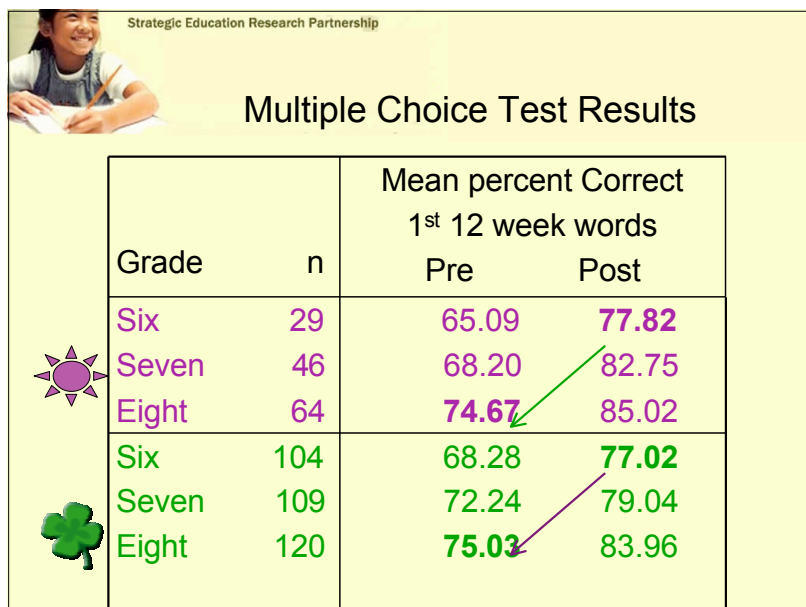 Strategic Education Research Partnership
Multiple Choice Test Results
Mean percent Correct
1st 12 week words
Grade n Pre Post
Six 29 65.09 77.82
Seven 46 68.20 82.75
Eight 64 74.67 85.02
Six 104 68.28 77.02
Seven 109 72.24 79.04
Eight 120 75.03 83.96